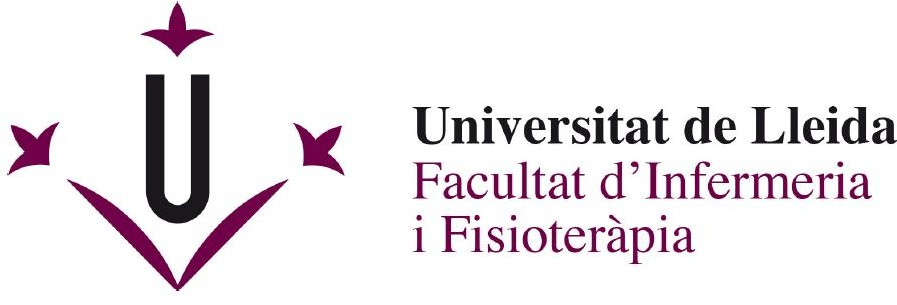 U
Universitat de Lleida
Facultat d’Infermeria
i Fisioteràpia